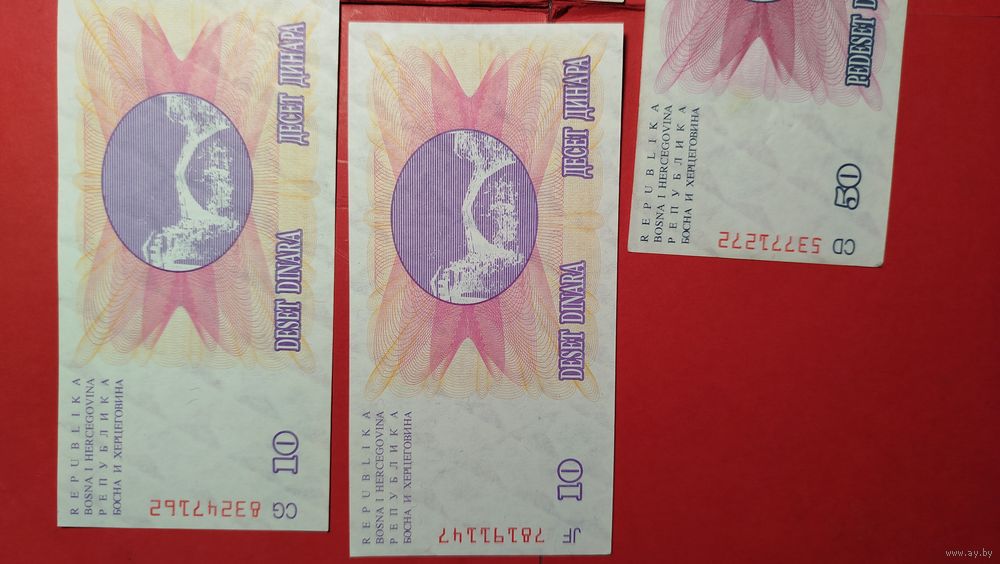 REPUBLIKA
BOSNA I HERCEGOVINA
РЕПУБЛИКА
БОСНА И ХЕРЦЕГОВИНА
DESET DINARA ДЕСЕТ ДИНАРА
10
CG 83247162
REPUBLIKA
BOSNA I HERCEGOVINA
РЕПУБЛИКА
БОСНА И ХЕРЦЕГОВИНА
DESET DINARA ДЕСЕТ ДИНАРА
10
JF 78191147
REPUBLIKA
BOSNA I HERCEGOVINA
РЕПУБЛИКА
БОСНА И ХЕРЦЕГОВИНА
PEDESET D
50
CD 53771272
www.ay.by